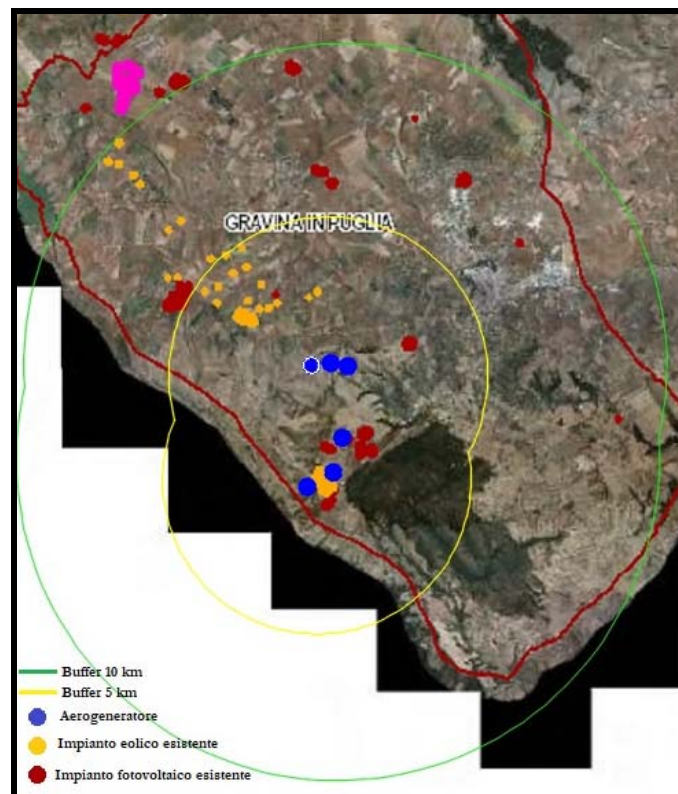 GRAVINA IN PUGLIA
Buffer 10 km
Buffer 5 km
Aerogeneratore
Impianto eolico esistente
Impianto fotovoltaico esistente